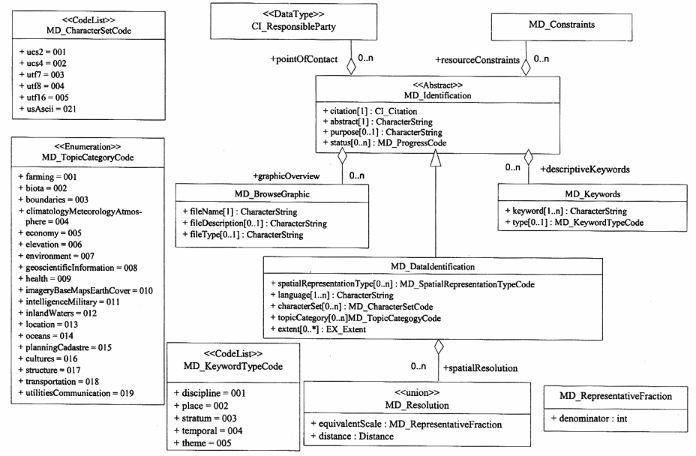 <<CodeList>>
MD_CharacterSetCode
+ ucs2 = 001
+ ucs4 = 002
+ utf7 = 003
+ utf8 = 004
+ utf16 = 005
+ usAscii = 021
<<Enumeration>>
MD_TopicCategoryCode
+ farming = 001
+ biota = 002
+ boundaries = 003
+ climatologyMeteorologyAtmos-
phere = 004
+ economy = 005
+ elevation = 006
+ environment = 007
+ geoscientificInformation = 008
+ health = 009
+ imageryBaseMapsEarthCover = 010
+ intelligenceMilitary = 011
+ inlandWaters = 012
+ location = 013
+ oceans = 014
+ planningCadastre = 015
+ cultures = 016
+ structure = 017
+ transportation = 018
+ utilitiesCommunication = 019
<<DataType>>
CI_ResponsibleParty
+pointOfContact
0..n
MD_Constraints
+resourceConstraints
0..n
<<Abstract>>
MD_Identification
+ citation[1] : CI_Citation
+ abstract[1] : CharacterString
+ purpose[0..1] : CharacterString
+ status[0..n] : MD_ProgressCode
+graphicOverview
0..n
0..n
+descriptiveKeywords
MD_BrowseGraphic
+ fileName[1] : CharacterString
+ fileDescription[0..1] : CharacterString
+ fileType[0..1] : CharacterString
MD_Keywords
+ keyword[1..n] : CharacterString
+ type[0..1] : MD_KeywordTypeCode
MD_DataIdentification
+ spatialRepresentationType[0..n] : MD_SpatialRepresentationTypeCode
+ language[1..n] : CharacterString
+ characterSet[0..n] : MD_CharacterSetCode
+ topicCategory[0..n]MD_TopicCategogyCode
+ extent[0..*] : EX_Extent
0..n
+spatialResolution
<<CodeList>>
MD_KeywordTypeCode
+ discipline = 001
+ place = 002
+ stratum = 003
+ temporal = 004
+ theme = 005
<<union>>
MD_Resolution
+ equivalentScale : MD_RepresentativeFraction
+ distance : Distance
MD_RepresentativeFraction
+ denominator : int